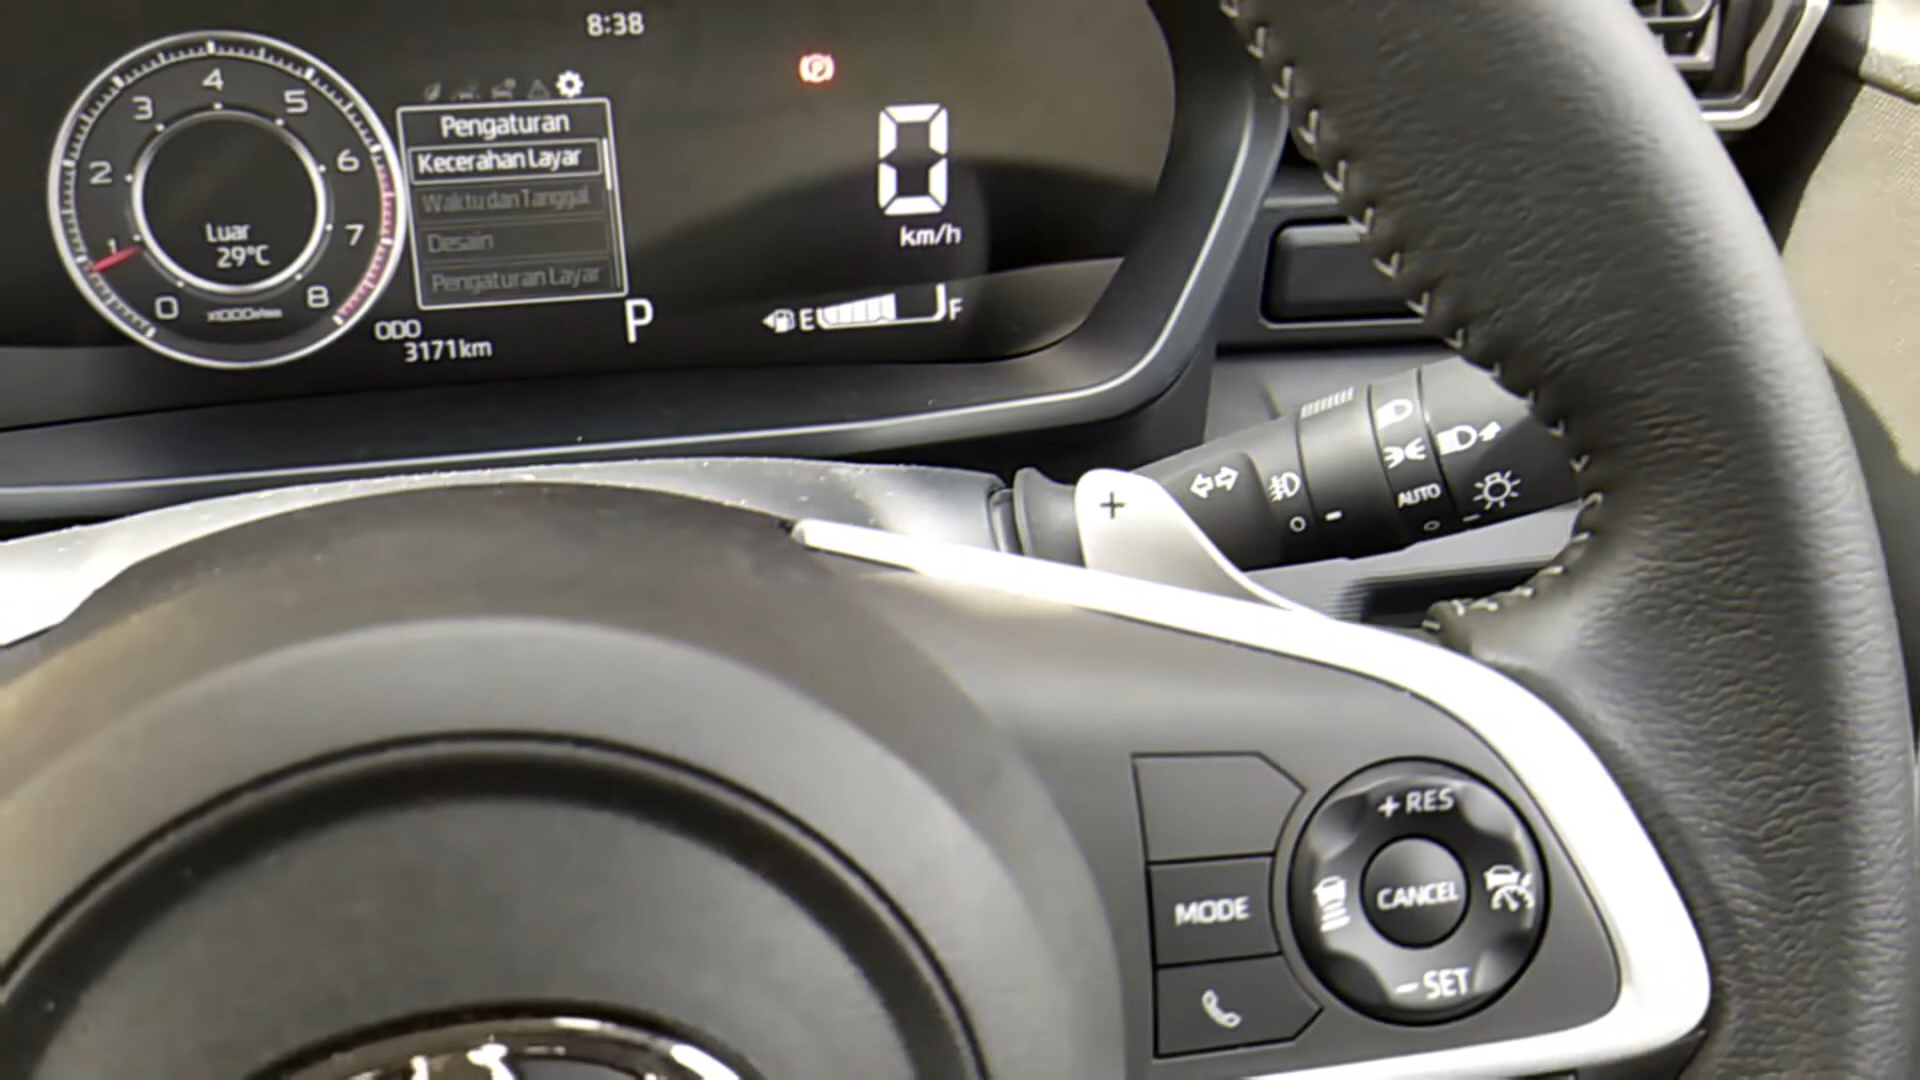 8:38
4
3
5
2
6
1
7
0
8
Luar
29°C
x1000r/min
Pengaturan
Kecerahan Layar
Waktu dan Tanggal
Desain
Pengaturan Layar
ODO
3171km
P
0
km/h
E F
+
AUTO
+ RES
CANCEL
MODE
− SET